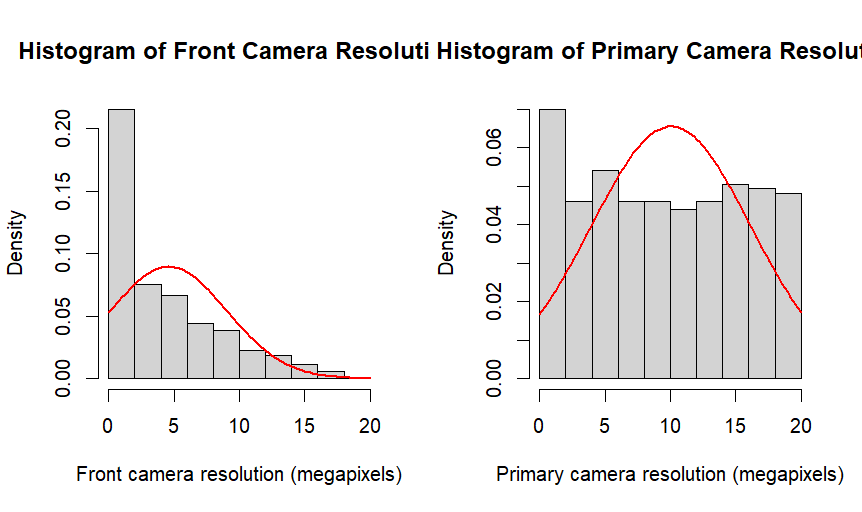 Histogram of Front Camera Resoluti
Density
0.00 0.05 0.10 0.15 0.20
0 5 10 15 20
Front camera resolution (megapixels)
Histogram of Primary Camera Resolut
Density
0.00 0.02 0.04 0.06
0 5 10 15 20
Primary camera resolution (megapixels)